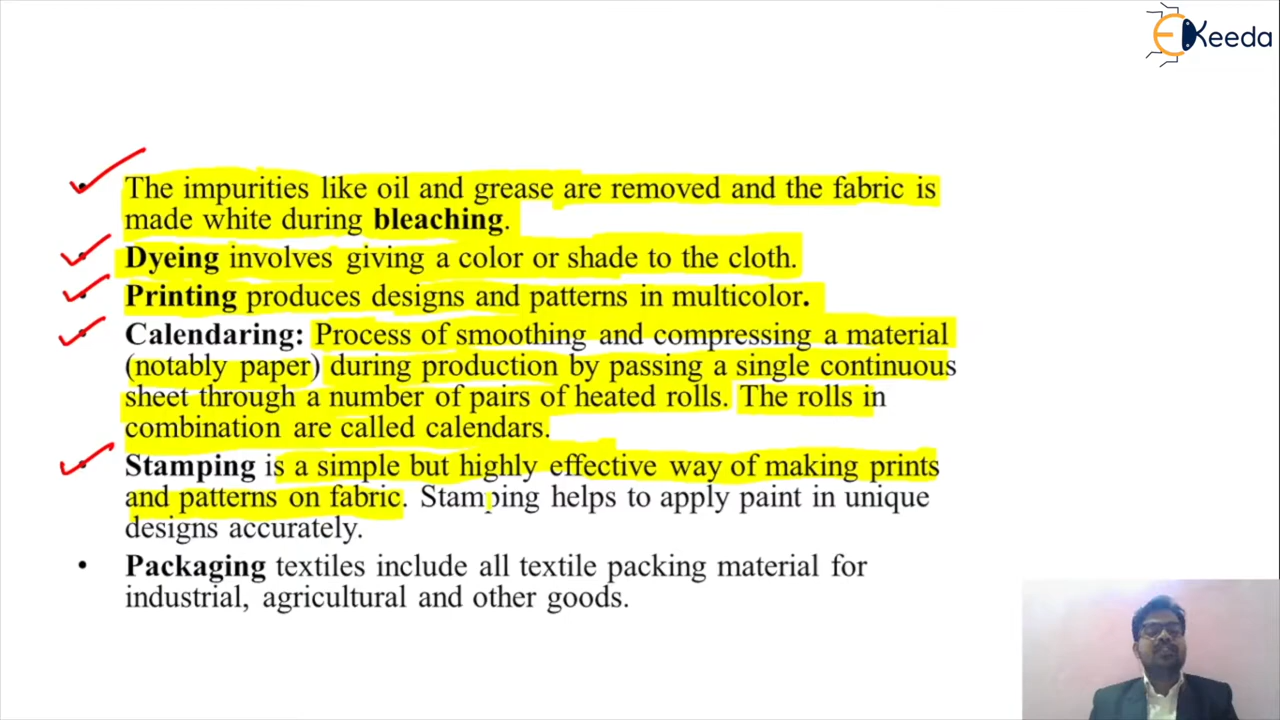 EKeeda
The impurities like oil and grease are removed and the fabric is
made white during bleaching.
Dyeing involves giving a color or shade to the cloth.
Printing produces designs and patterns in multicolor.
Calendaring: Process of smoothing and compressing a material
(notably paper) during production by passing a single continuous
sheet through a number of pairs of heated rolls. The rolls in
combination are called calendars.
Stamping is a simple but highly effective way of making prints
and patterns on fabric. Stamping helps to apply paint in unique
designs accurately.
• Packaging textiles include all textile packing material for
industrial, agricultural and other goods.